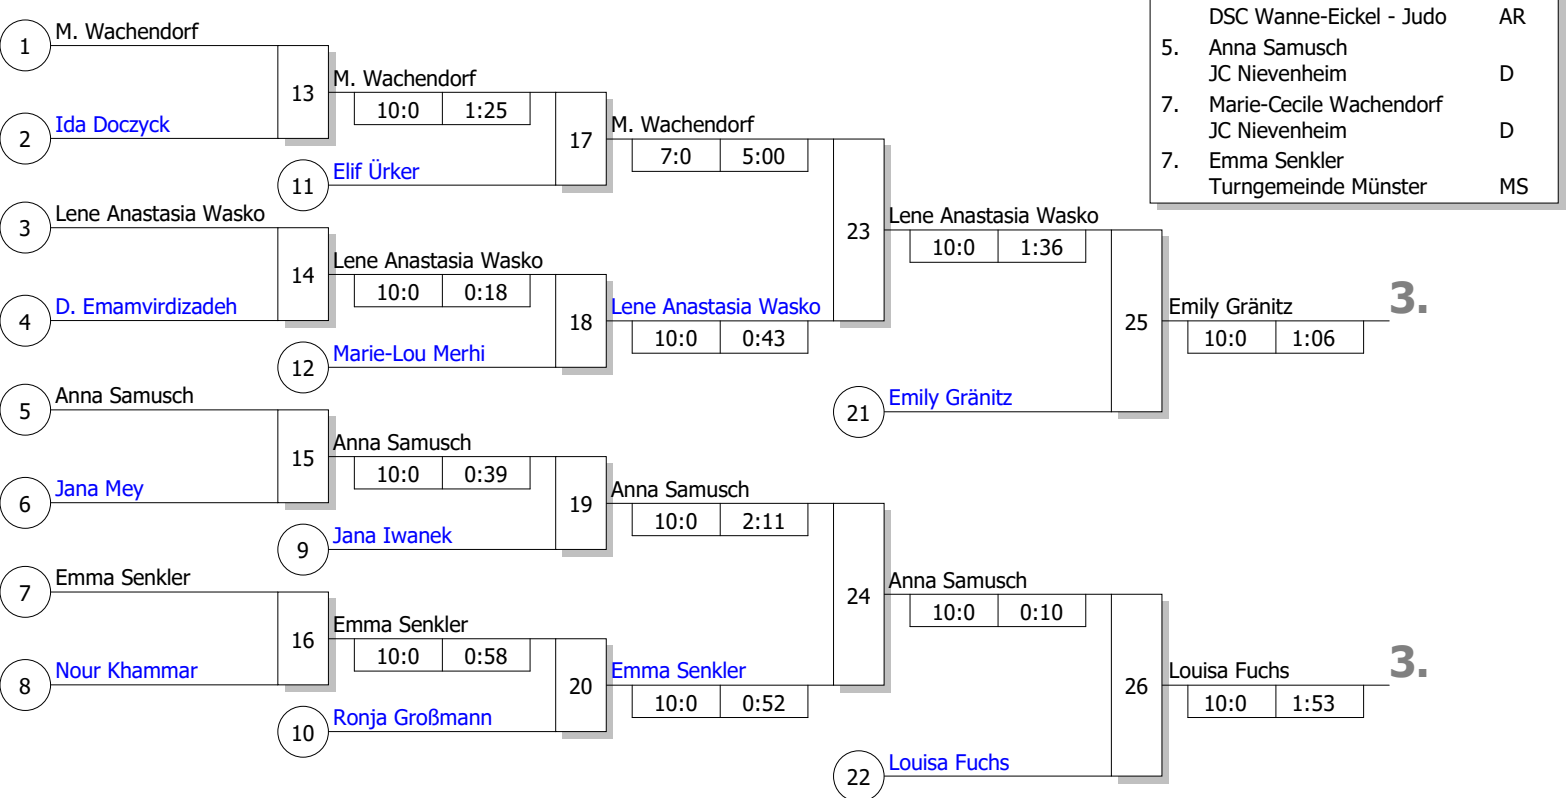 DSC Wanne-Eickel - Judo AR
5. Anna Samusch
JC Nievenheim D
7. Marie-Cecile Wachendorf
JC Nievenheim D
7. Emma Senkler
Turngemeinde Münster MS
1 M. Wachendorf
13 M. Wachendorf
10:0 1:25
2 Ida Doczyck
17 M. Wachendorf
7:0 5:00
11 Elif Ürker
3 Lene Anastasia Wasko
23 Lene Anastasia Wasko
10:0 1:36
14 Lene Anastasia Wasko
10:0 0:18
4 D. Emamvirdizadeh
18 Lene Anastasia Wasko
10:0 0:43
12 Marie-Lou Merhi
25 Emily Gränitz 3.
10:0 1:06
5 Anna Samusch
21 Emily Gränitz
15 Anna Samusch
10:0 0:39
6 Jana Mey
19 Anna Samusch
10:0 2:11
9 Jana Iwanek
7 Emma Senkler
24 Anna Samusch
10:0 0:10
16 Emma Senkler
10:0 0:58
8 Nour Khammar
20 Emma Senkler
10:0 0:52
10 Ronja Großmann
26 Louisa Fuchs 3.
10:0 1:53
22 Louisa Fuchs